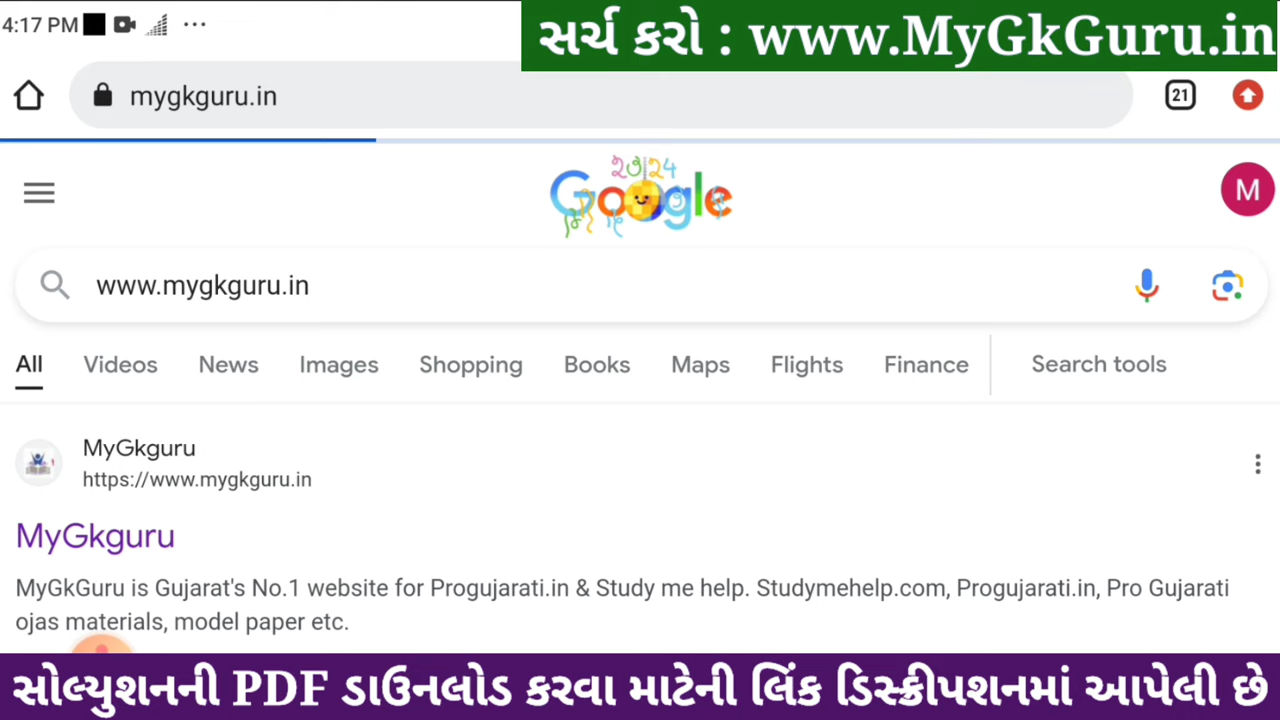 4:17 PM
સર્ચ કરો : www.MyGkGuru.in
mygkguru.in
21
Google
M
www.mygkguru.in
All Videos News Images Shopping Books Maps Flights Finance Search tools
MyGkguru
https://www.mygkguru.in
MyGkguru
MyGkGuru is Gujarat's No.1 website for Progujarati.in & Study me help. Studymehelp.com, Progujarati.in, Pro Gujarati
ojas materials, model paper etc.
સોલ્યુશનની PDF ડાઉનલોડ કરવા માટેની લિંક ડિસ્ક્રીપશનમાં આપેલી છે